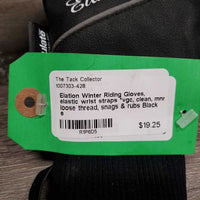 The Tack Collector
1007303-428
Elation Winter Riding Gloves,
elastic wrist straps *vgc, clean, mnr
loose thread, snags & rubs Black
6
$19.25
R5P6D5